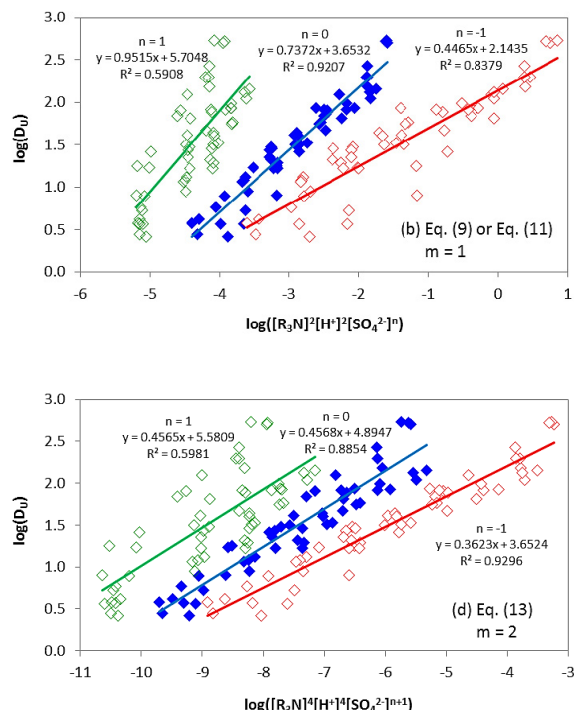 3.0
2.5
2.0
1.5
1.0
0.5
0.0
log(D_U)
n = 1
y = 0.9515x + 5.7048
R² = 0.5908
n = 0
y = 0.7372x + 3.6532
R² = 0.9207
n = -1
y = 0.4465x + 2.1435
R² = 0.8379
(b) Eq. (9) or Eq. (11)
m = 1
-6 -5 -4 -3 -2 -1 0 1
log([R₃N]²[H⁺]²[SO₄²⁻]ⁿ)
3.0
2.5
2.0
1.5
1.0
0.5
0.0
log(D_U)
n = 1
y = 0.4565x + 5.5809
R² = 0.5981
n = 0
y = 0.4568x + 4.8947
R² = 0.8854
n = -1
y = 0.3623x + 3.6524
R² = 0.9296
(d) Eq. (13)
m = 2
-11 -10 -9 -8 -7 -6 -5 -4 -3
log([R₃N]⁴[H⁺]⁴[SO₄²⁻]ⁿ⁺¹)